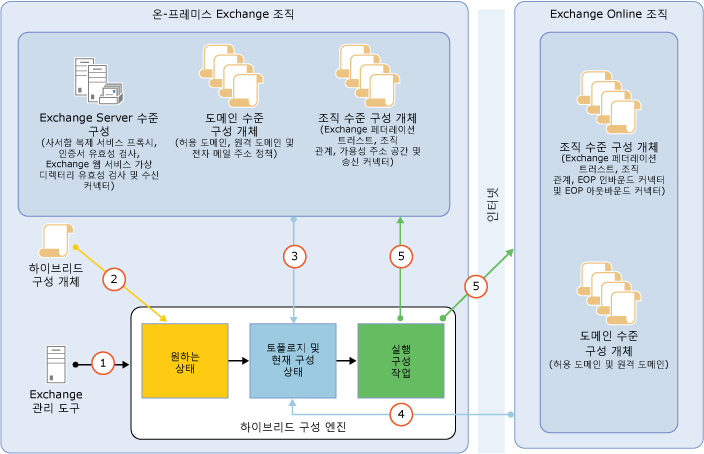 온-프레미스 Exchange 조직
Exchange Server 수준
구성
(사서함 복제 서비스 프록시,
인증서 유효성 검사,
Exchange 웹 서비스 가상
디렉터리 유효성 검사 및 수신
커넥터)
도메인 수준
구성 개체
(허용 도메인, 원격 도메인 및
전자 메일 주소 정책)
조직 수준 구성 개체
(Exchange 페더레이션
트러스트, 조직
관계, 가용성 주소 공간 및
송신 커넥터)
하이브리드
구성 개체
2
3
5
1
Exchange
관리 도구
원하는
상태
토폴로지 및
현재 구성
상태
실행
구성
작업
4
하이브리드 구성 엔진
인터넷
5
Exchange Online 조직
조직 수준 구성 개체
(Exchange 페더레이션
트러스트, 조직
관계, EOP 인바운드 커넥터
및 EOP 아웃바운드 커넥터)
도메인 수준
구성 개체
(허용 도메인 및 원격 도메인)